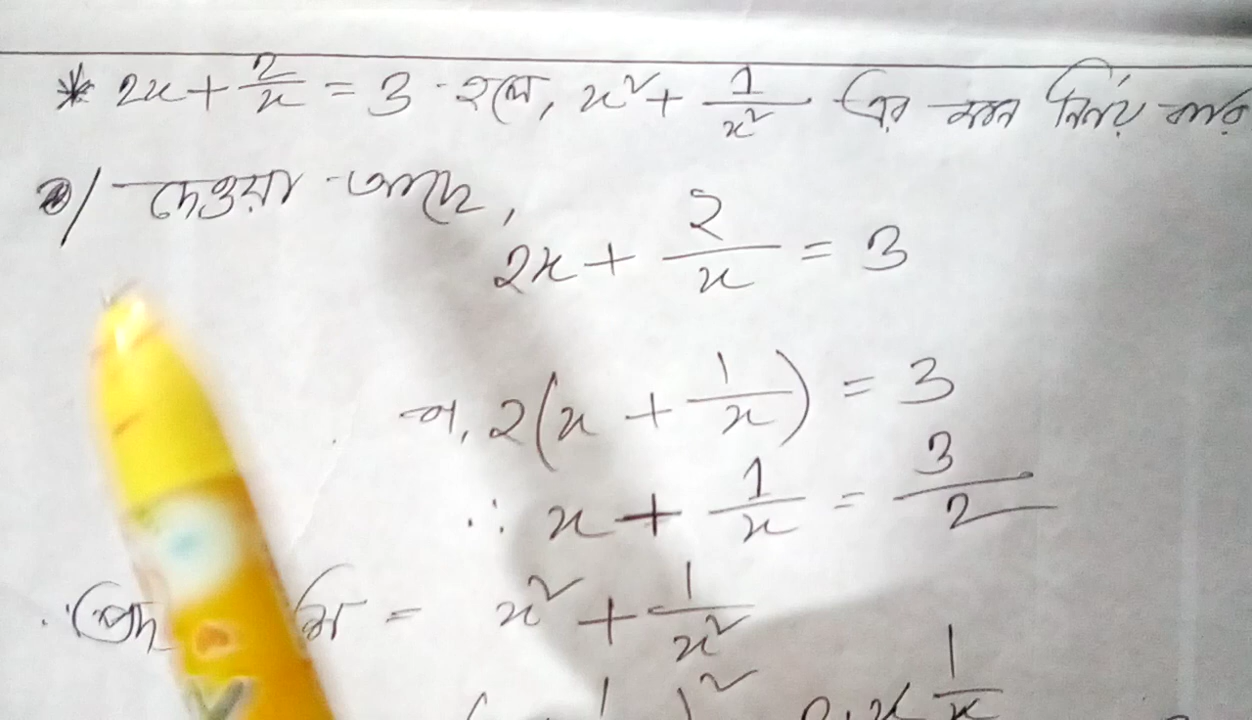 * 2x + 2/x = 3 হলে, x² + 1/x² এর মান নির্ণয় কর
দেওয়া আছে,
2x + 2/x = 3
বা, 2(x + 1/x) = 3
∴ x + 1/x = 3/2
= x² + 1/x²